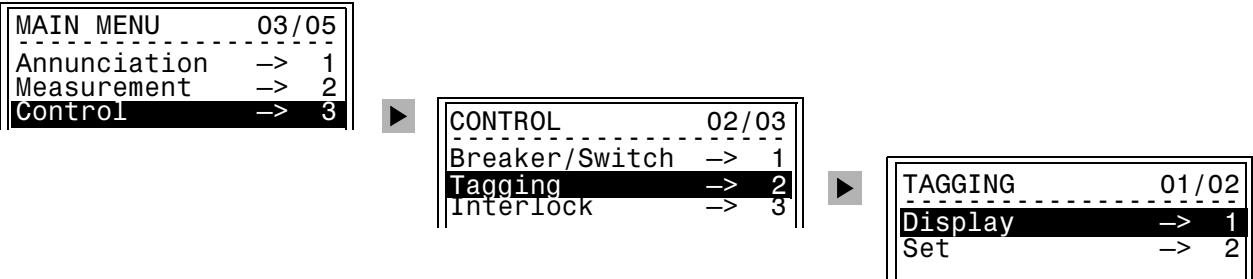 MAIN MENU 03/05
--------------------
Annunciation —> 1
Measurement —> 2
Control —> 3
CONTROL 02/03
--------------------
Breaker/Switch —> 1
Tagging —> 2
Interlock —> 3
TAGGING 01/02
--------------------
Display —> 1
Set —> 2